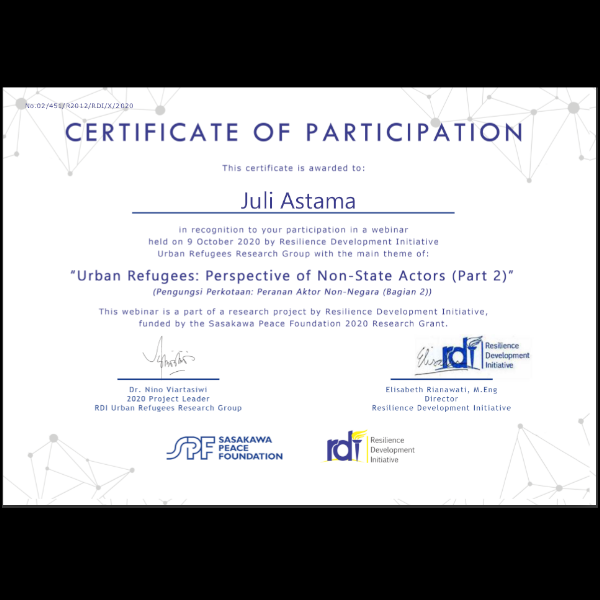 No.02/451/R2012/RDI/X/2020
CERTIFICATE OF PARTICIPATION
This certificate is awarded to:
Juli Astama
in recognition to your participation in a webinar
held on 9 October 2020 by Resilience Development Initiative
Urban Refugees Research Group with the main theme of:
"Urban Refugees: Perspective of Non-State Actors (Part 2)"
(Pengungsi Perkotaan: Peranan Aktor Non-Negara (Bagian 2))
This webinar is a part of a research project by Resilience Development Initiative,
funded by the Sasakawa Peace Foundation 2020 Research Grant.
rdi Resilience
Development
Initiative
Dr. Nino Viartasiwi
2020 Project Leader
RDI Urban Refugees Research Group
Elisabeth Rianawati, M.Eng
Director
Resilience Development Initiative
SPF SASAKAWA
PEACE
FOUNDATION
rdi Resilience
Development
Initiative